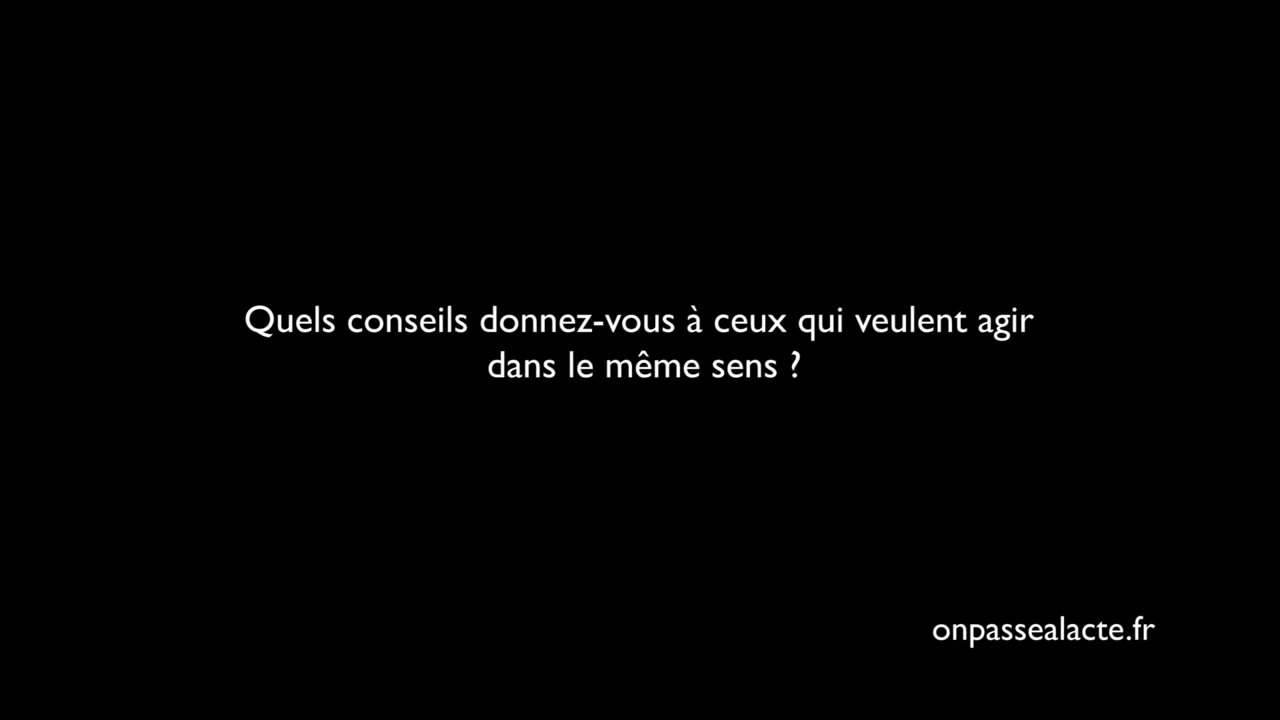 Quels conseils donnez-vous à ceux qui veulent agir
dans le même sens ?
onpassealacte.fr